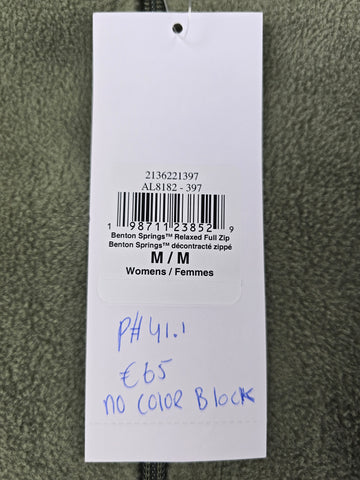 2136221397
AL8182 - 397
1 98711 23852 9
Benton Springs™ Relaxed Full Zip
Benton Springs™ décontracté zippé
M / M
Womens / Femmes
PH 41.1
€65
NO COLOR BLOCK